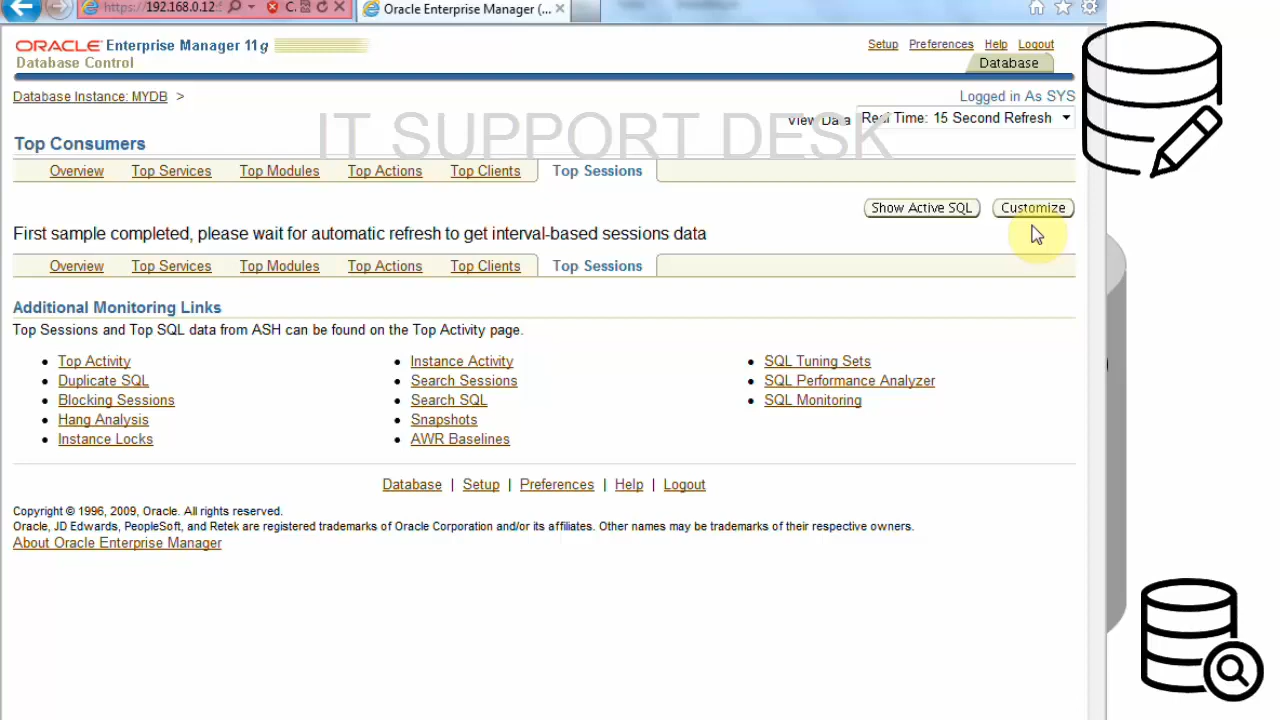 https://192.168.0.12:
Oracle Enterprise Manager (...
ORACLE Enterprise Manager 11g
Database Control
Setup Preferences Help Logout
Database
Database Instance: MYDB >
Logged in As SYS
View Data Real Time: 15 Second Refresh
IT SUPPORT DESK
Top Consumers
Overview Top Services Top Modules Top Actions Top Clients Top Sessions
Show Active SQL Customize
First sample completed, please wait for automatic refresh to get interval-based sessions data
Overview Top Services Top Modules Top Actions Top Clients Top Sessions
Additional Monitoring Links
Top Sessions and Top SQL data from ASH can be found on the Top Activity page.
Top Activity
Duplicate SQL
Blocking Sessions
Hang Analysis
Instance Locks
Instance Activity
Search Sessions
Search SQL
Snapshots
AWR Baselines
SQL Tuning Sets
SQL Performance Analyzer
SQL Monitoring
Database | Setup | Preferences | Help | Logout
Copyright © 1996, 2009, Oracle. All rights reserved.
Oracle, JD Edwards, PeopleSoft, and Retek are registered trademarks of Oracle Corporation and/or its affiliates. Other names may be trademarks of their respective owners.
About Oracle Enterprise Manager